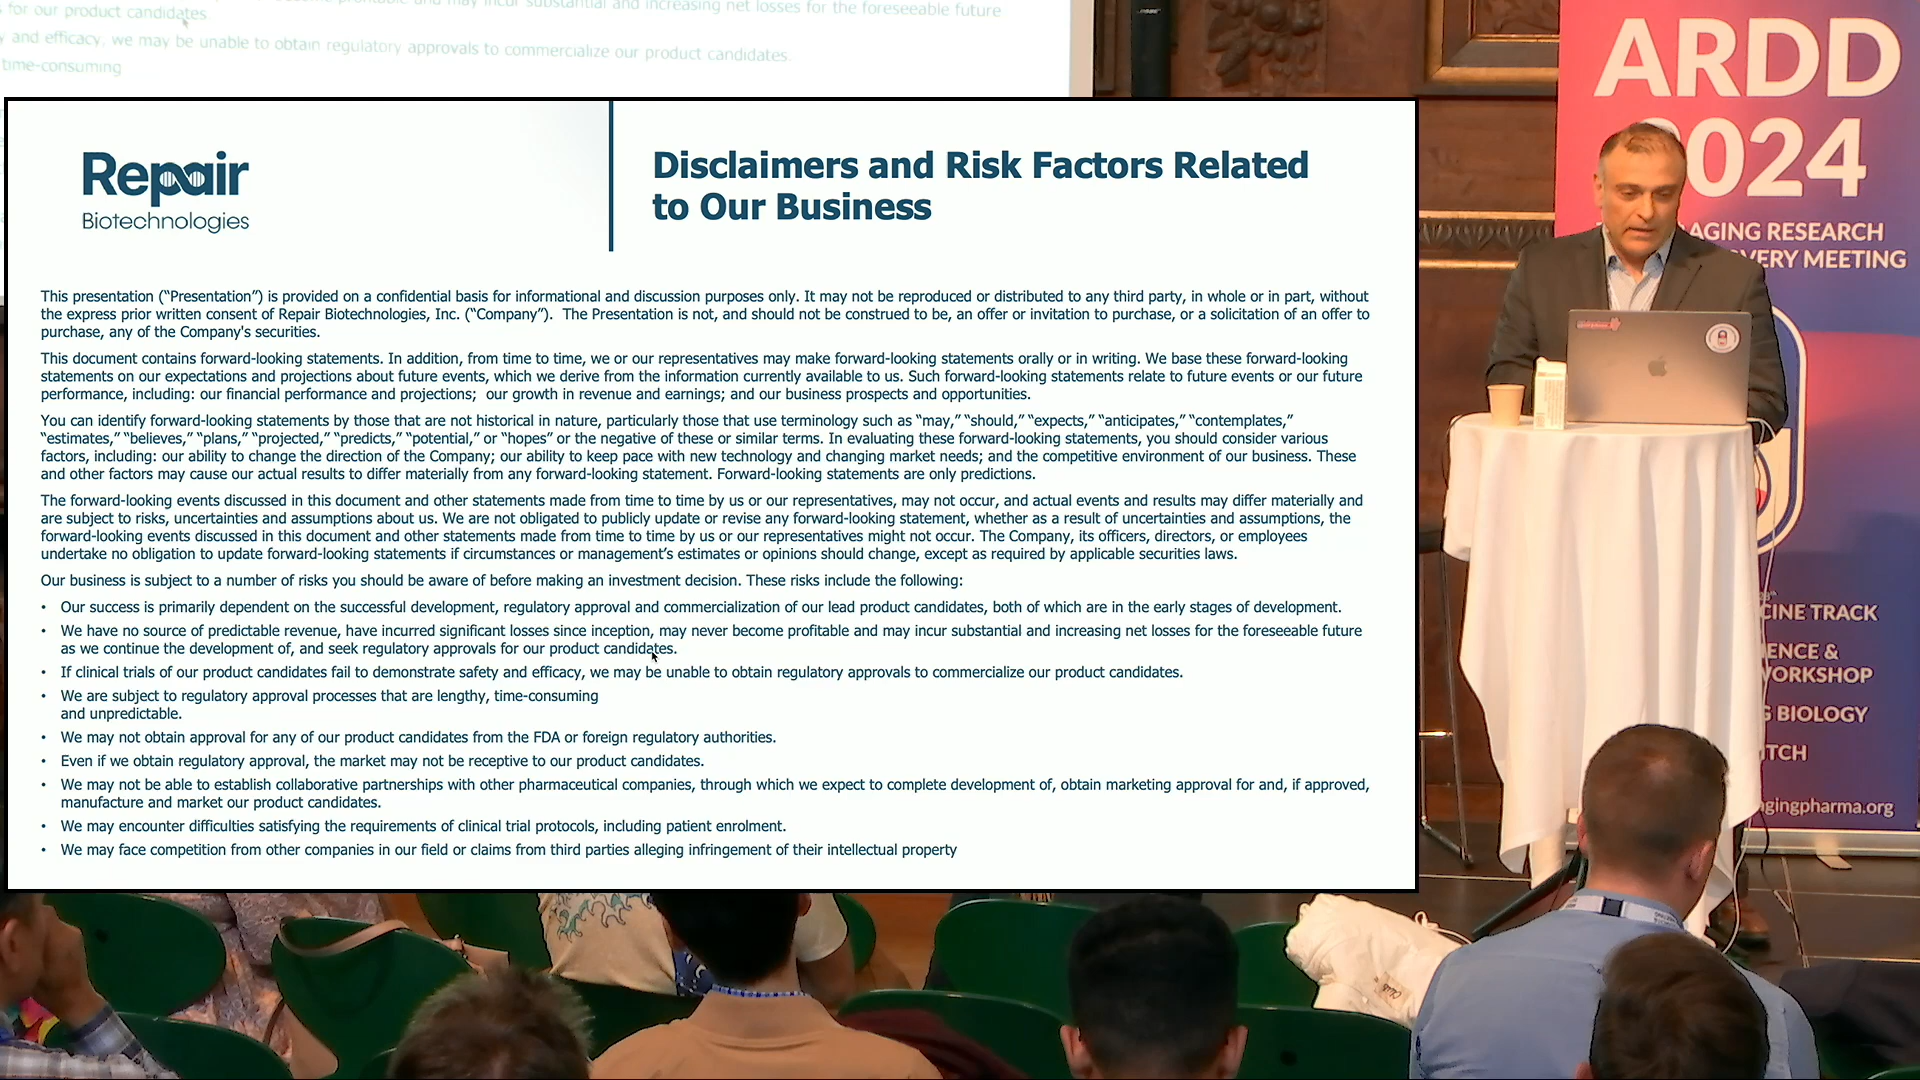 for our product candidates.
and efficacy, we may be unable to obtain regulatory approvals to commercialize our product candidates.
time-consuming
Repair
Biotechnologies
Disclaimers and Risk Factors Related
to Our Business
This presentation (“Presentation”) is provided on a confidential basis for informational and discussion purposes only. It may not be reproduced or distributed to any third party, in whole or in part, without
the express prior written consent of Repair Biotechnologies, Inc. (“Company”). The Presentation is not, and should not be construed to be, an offer or invitation to purchase, or a solicitation of an offer to
purchase, any of the Company's securities.
This document contains forward-looking statements. In addition, from time to time, we or our representatives may make forward-looking statements orally or in writing. We base these forward-looking
statements on our expectations and projections about future events, which we derive from the information currently available to us. Such forward-looking statements relate to future events or our future
performance, including: our financial performance and projections; our growth in revenue and earnings; and our business prospects and opportunities.
You can identify forward-looking statements by those that are not historical in nature, particularly those that use terminology such as “may,” “should,” “expects,” “anticipates,” “contemplates,”
“estimates,” “believes,” “plans,” “projected,” “predicts,” “potential,” or “hopes” or the negative of these or similar terms. In evaluating these forward-looking statements, you should consider various
factors, including: our ability to change the direction of the Company; our ability to keep pace with new technology and changing market needs; and the competitive environment of our business. These
and other factors may cause our actual results to differ materially from any forward-looking statement. Forward-looking statements are only predictions.
The forward-looking events discussed in this document and other statements made from time to time by us or our representatives, may not occur, and actual events and results may differ materially and
are subject to risks, uncertainties and assumptions about us. We are not obligated to publicly update or revise any forward-looking statement, whether as a result of uncertainties and assumptions, the
forward-looking events discussed in this document and other statements made from time to time by us or our representatives might not occur. The Company, its officers, directors, or employees
undertake no obligation to update forward-looking statements if circumstances or management’s estimates or opinions should change, except as required by applicable securities laws.
Our business is subject to a number of risks you should be aware of before making an investment decision. These risks include the following:
• Our success is primarily dependent on the successful development, regulatory approval and commercialization of our lead product candidates, both of which are in the early stages of development.
• We have no source of predictable revenue, have incurred significant losses since inception, may never become profitable and may incur substantial and increasing net losses for the foreseeable future
as we continue the development of, and seek regulatory approvals for our product candidates.
• If clinical trials of our product candidates fail to demonstrate safety and efficacy, we may be unable to obtain regulatory approvals to commercialize our product candidates.
• We are subject to regulatory approval processes that are lengthy, time-consuming
and unpredictable.
• We may not obtain approval for any of our product candidates from the FDA or foreign regulatory authorities.
• Even if we obtain regulatory approval, the market may not be receptive to our product candidates.
• We may not be able to establish collaborative partnerships with other pharmaceutical companies, through which we expect to complete development of, obtain marketing approval for and, if approved,
manufacture and market our product candidates.
• We may encounter difficulties satisfying the requirements of clinical trial protocols, including patient enrolment.
• We may face competition from other companies in our field or claims from third parties alleging infringement of their intellectual property
ARDD
2024
AGING RESEARCH
VERY MEETING
CINE TRACK
ENCE &
WORKSHOP
G BIOLOGY
ITCH
agingpharma.org